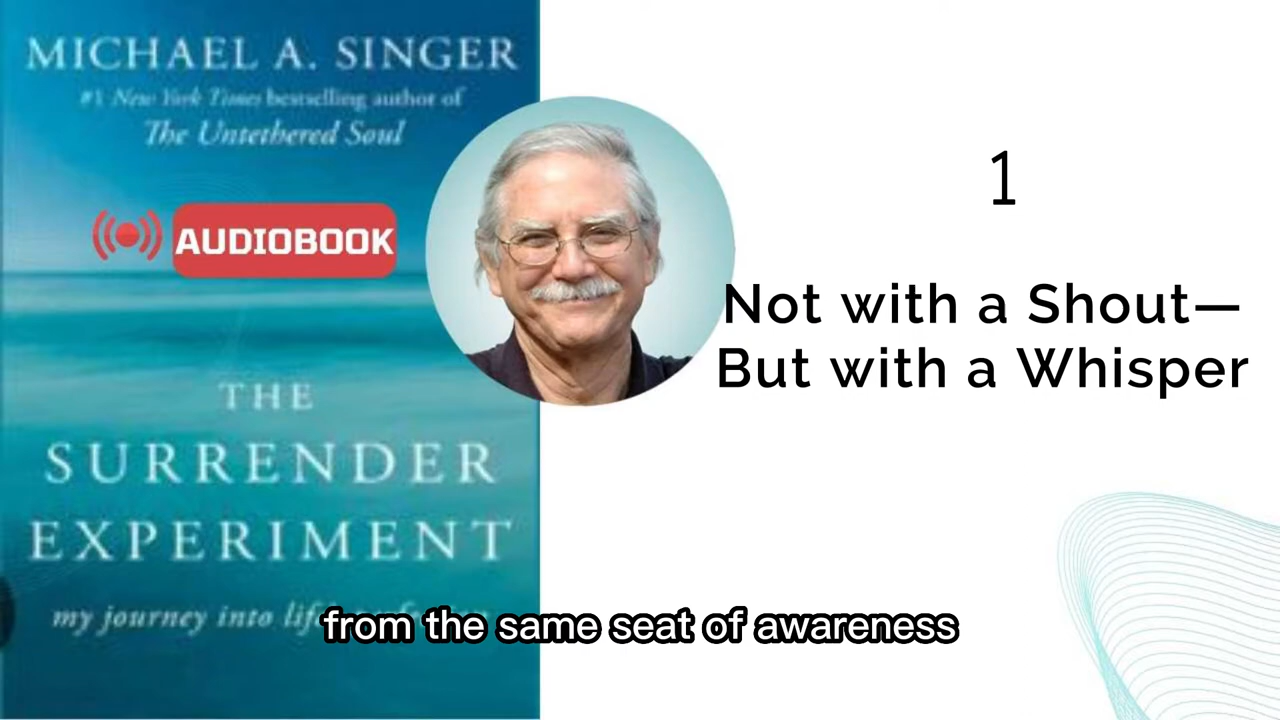 MICHAEL A. SINGER
#1 New York Times bestselling author of
The Untethered Soul
AUDIOBOOK
THE
SURRENDER
EXPERIMENT
my journey into
1
Not with a Shout—
But with a Whisper
from the same seat of awareness